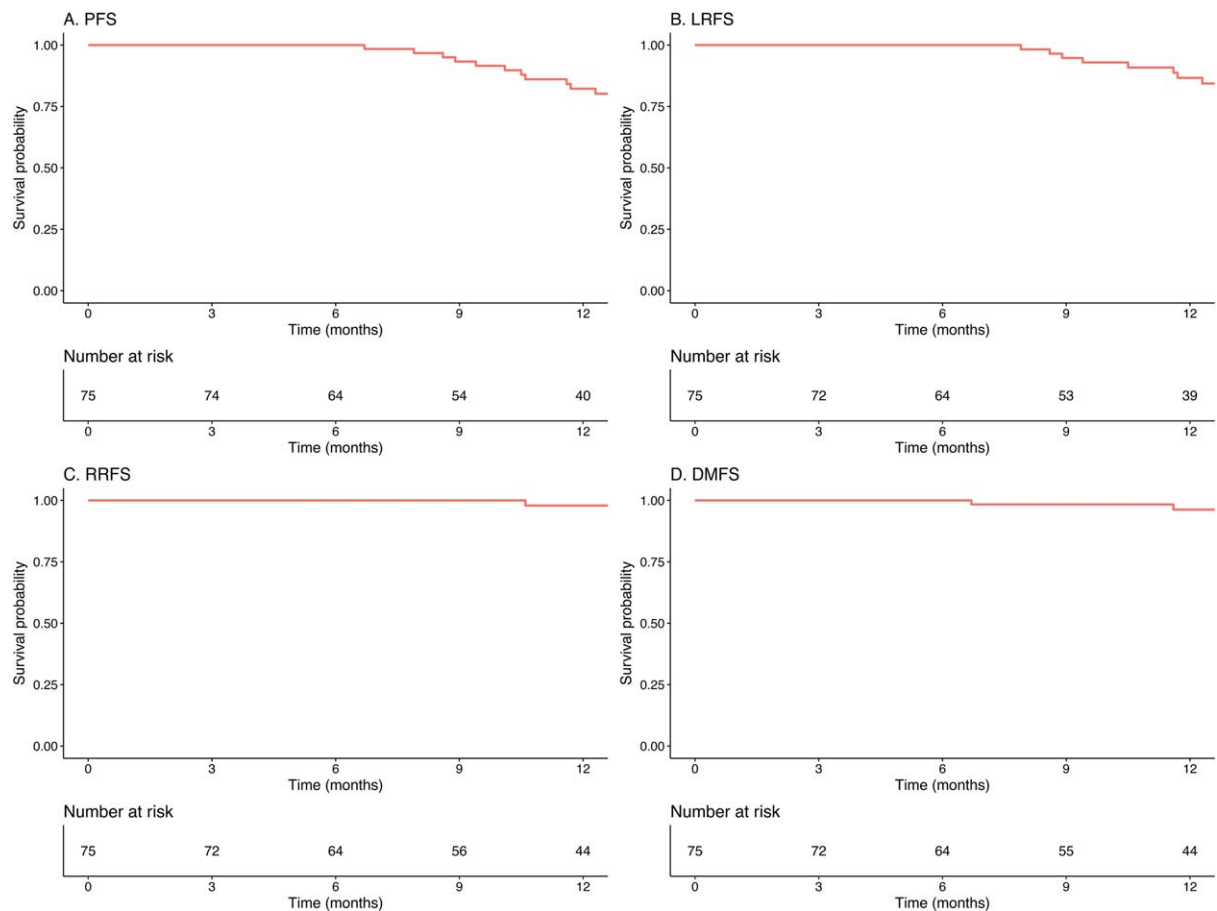 A. PFS
Survival probability
1.00
0.75
0.50
0.25
0.00
0 3 6 9 12
Time (months)
Number at risk
75 74 64 54 40
0 3 6 9 12
Time (months)
B. LRFS
Survival probability
1.00
0.75
0.50
0.25
0.00
0 3 6 9 12
Time (months)
Number at risk
75 72 64 53 39
0 3 6 9 12
Time (months)
C. RRFS
Survival probability
1.00
0.75
0.50
0.25
0.00
0 3 6 9 12
Time (months)
Number at risk
75 72 64 56 44
0 3 6 9 12
Time (months)
D. DMFS
Survival probability
1.00
0.75
0.50
0.25
0.00
0 3 6 9 12
Time (months)
Number at risk
75 72 64 55 44
0 3 6 9 12
Time (months)